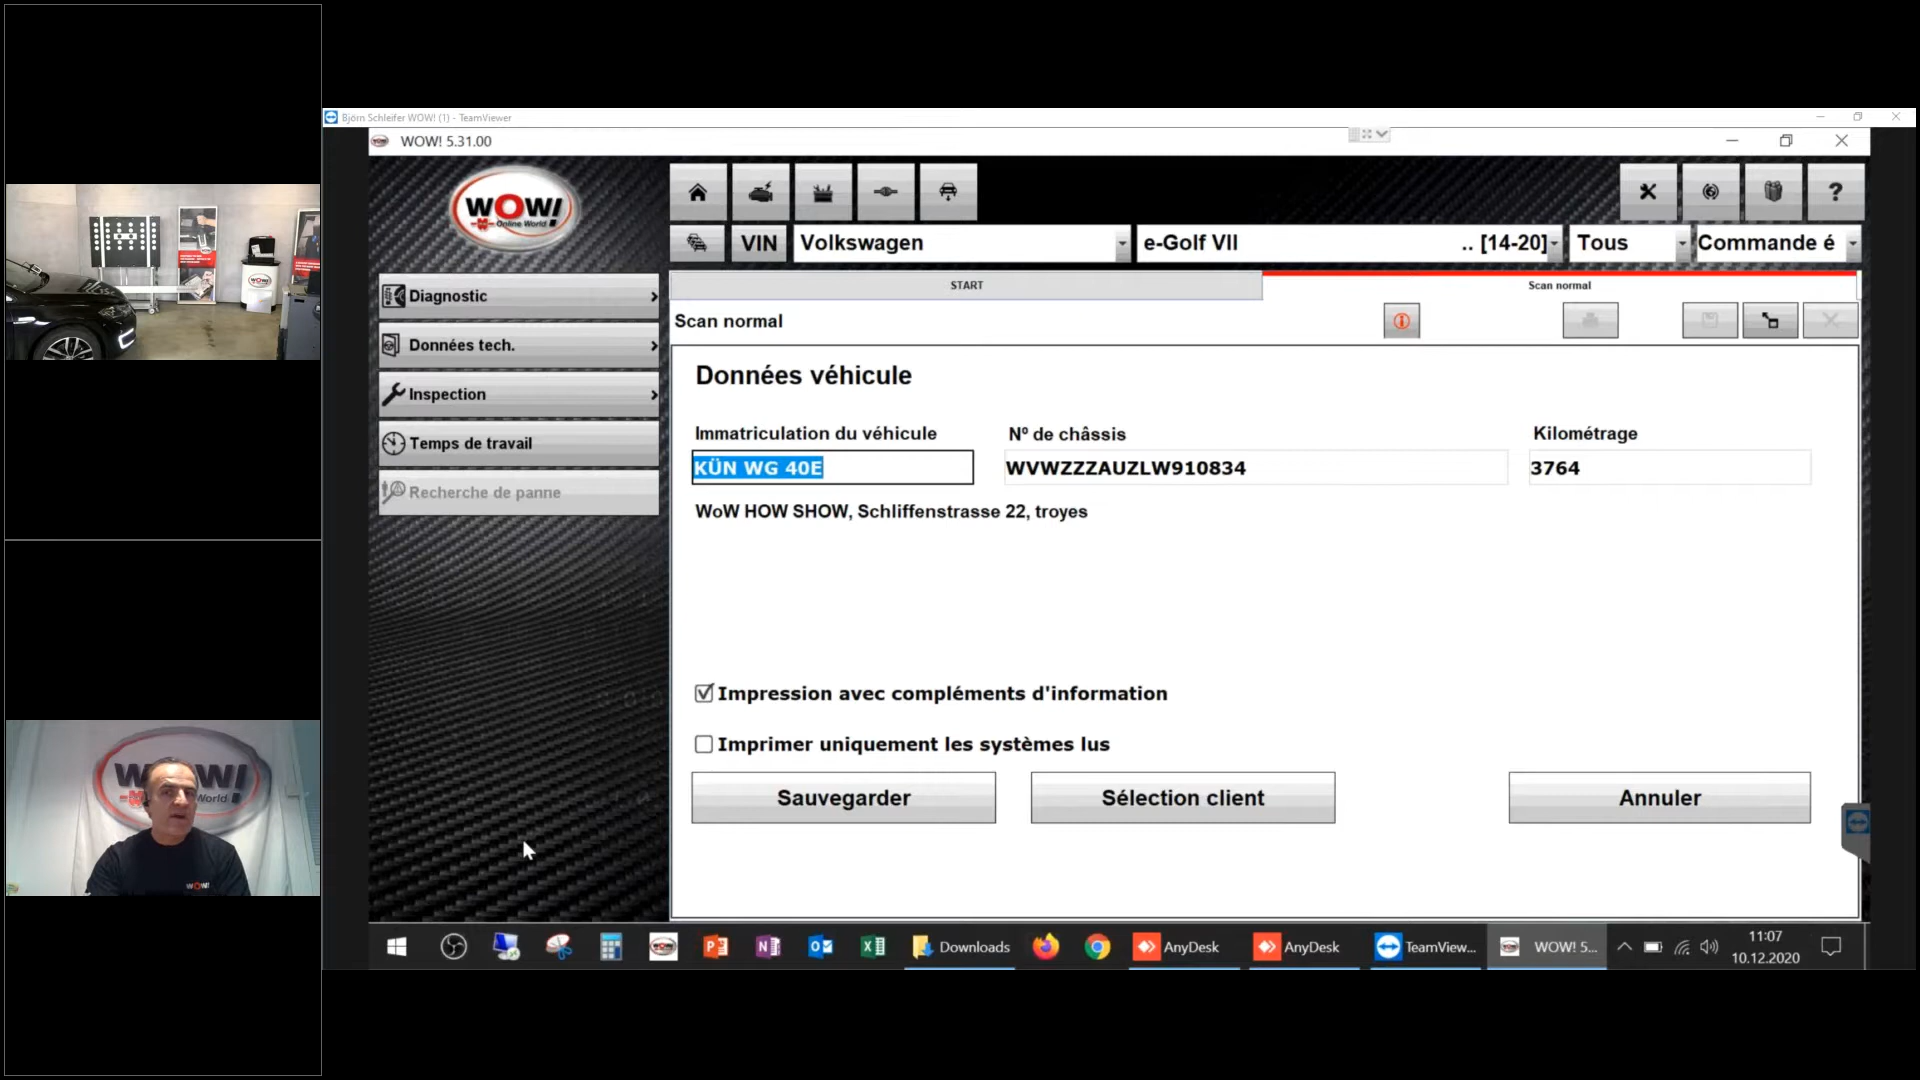 Björn Schleifer WOW! (1) - TeamViewer
WOW! 5.31.00
WOW!
Online World
VIN
Volkswagen
e-Golf VII
.. [14-20]
Tous
Commande é
START
Scan normal
Diagnostic
Données tech.
Inspection
Temps de travail
Recherche de panne
Scan normal
Données véhicule
Immatriculation du véhicule
Nº de châssis
Kilométrage
KÜN WG 40E
WVWZZZAUZLW910834
3764
WoW HOW SHOW, Schliffenstrasse 22, troyes
Impression avec compléments d'information
Imprimer uniquement les systèmes lus
Sauvegarder
Sélection client
Annuler
WOW!
World
WOW!
Downloads
AnyDesk
AnyDesk
TeamView...
WOW! 5...
11:07
10.12.2020